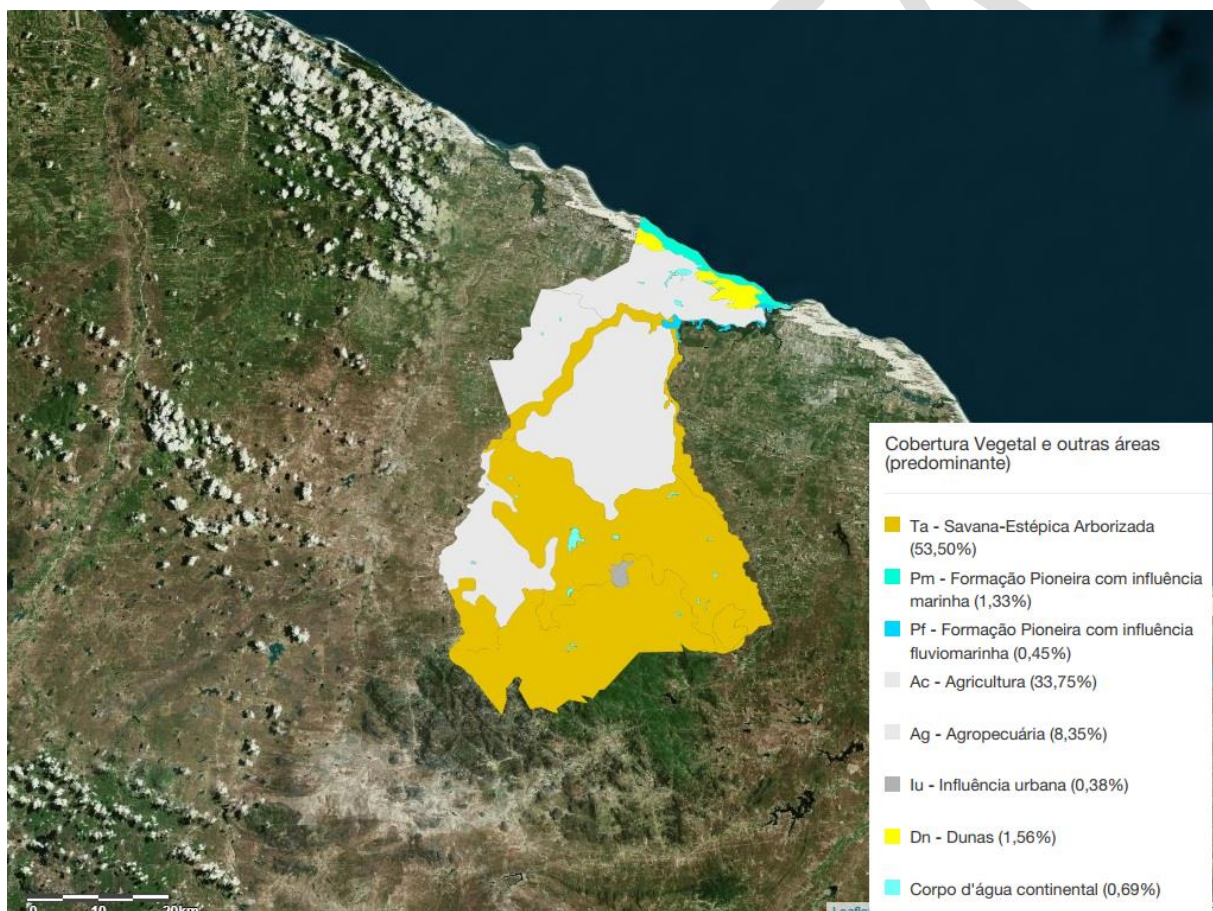 Cobertura Vegetal e outras áreas
(predominante)
Ta - Savana-Estépica Arborizada
(53,50%)
Pm - Formação Pioneira com influência
marinha (1,33%)
Pf - Formação Pioneira com influência
fluviomarinha (0,45%)
Ac - Agricultura (33,75%)
Ag - Agropecuária (8,35%)
Iu - Influência urbana (0,38%)
Dn - Dunas (1,56%)
Corpo d'água continental (0,69%)
0 10 20km